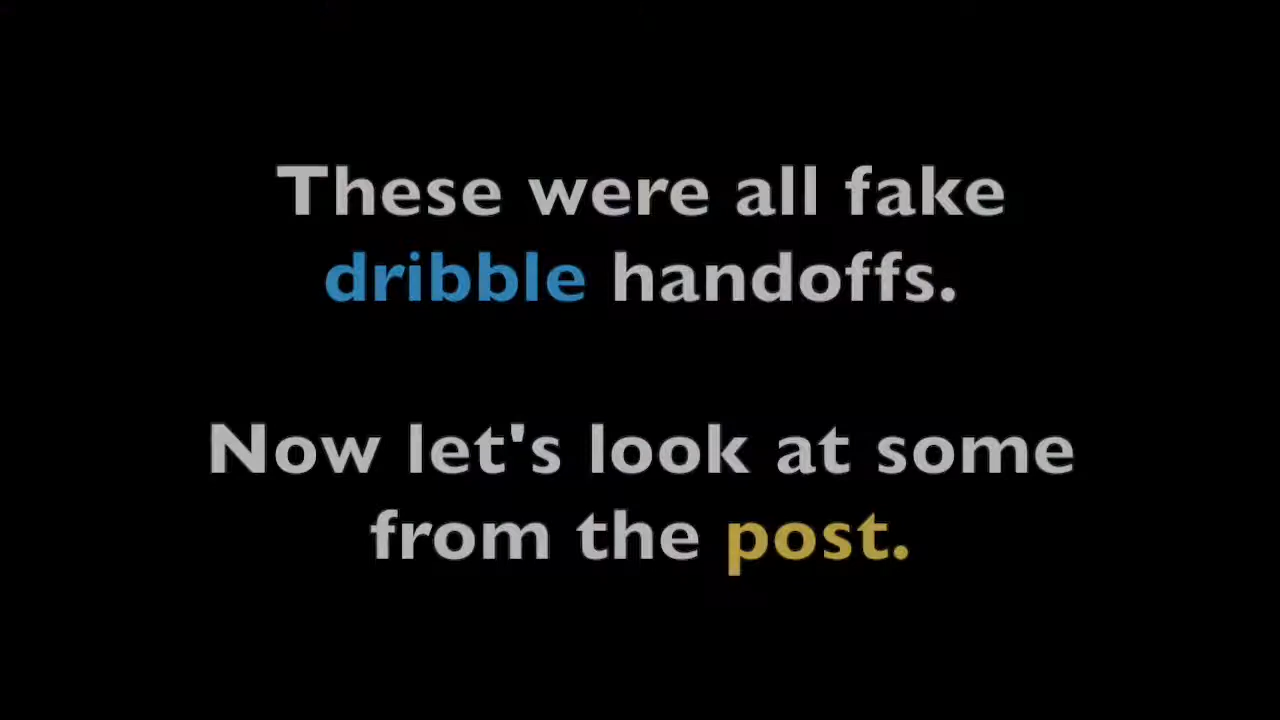 These were all fake
dribble handoffs.
Now let's look at some
from the post.